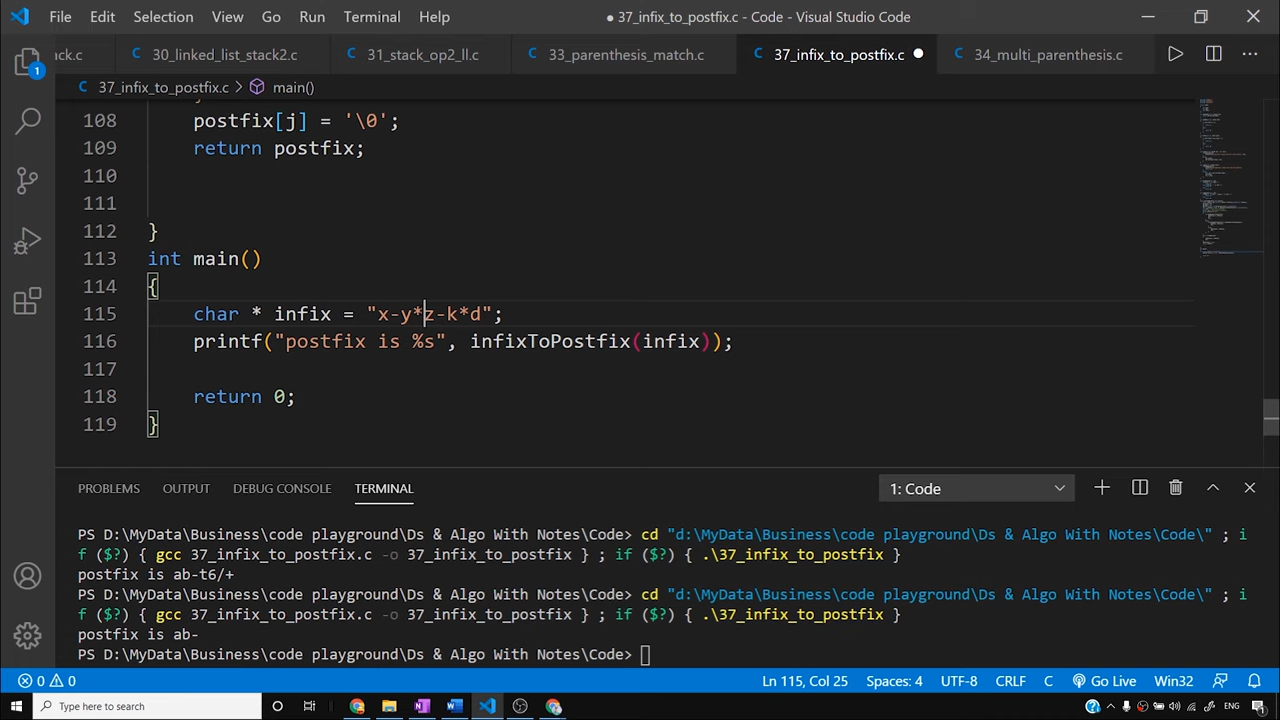 File Edit Selection View Go Run Terminal Help ● 37_infix_to_postfix.c - Code - Visual Studio Code
ck.c 30_linked_list_stack2.c 31_stack_op2_ll.c 33_parenthesis_match.c 37_infix_to_postfix.c ● 34_multi_parenthesis.c
37_infix_to_postfix.c > main()
108 postfix[j] = '\0';
109 return postfix;
110
111
112 }
113 int main()
114 {
115 char * infix = "x-y*z-k*d";
116 printf("postfix is %s", infixToPostfix(infix));
117
118 return 0;
119 }
PROBLEMS OUTPUT DEBUG CONSOLE TERMINAL 1: Code
PS D:\MyData\Business\code playground\Ds & Algo With Notes\Code> cd "d:\MyData\Business\code playground\Ds & Algo With Notes\Code\" ; i
f ($?) { gcc 37_infix_to_postfix.c -o 37_infix_to_postfix } ; if ($?) { .\37_infix_to_postfix }
postfix is ab-t6/+
PS D:\MyData\Business\code playground\Ds & Algo With Notes\Code> cd "d:\MyData\Business\code playground\Ds & Algo With Notes\Code\" ; i
f ($?) { gcc 37_infix_to_postfix.c -o 37_infix_to_postfix } ; if ($?) { .\37_infix_to_postfix }
postfix is ab-
PS D:\MyData\Business\code playground\Ds & Algo With Notes\Code>
0 0 Ln 115, Col 25 Spaces: 4 UTF-8 CRLF C Go Live Win32
Type here to search ENG